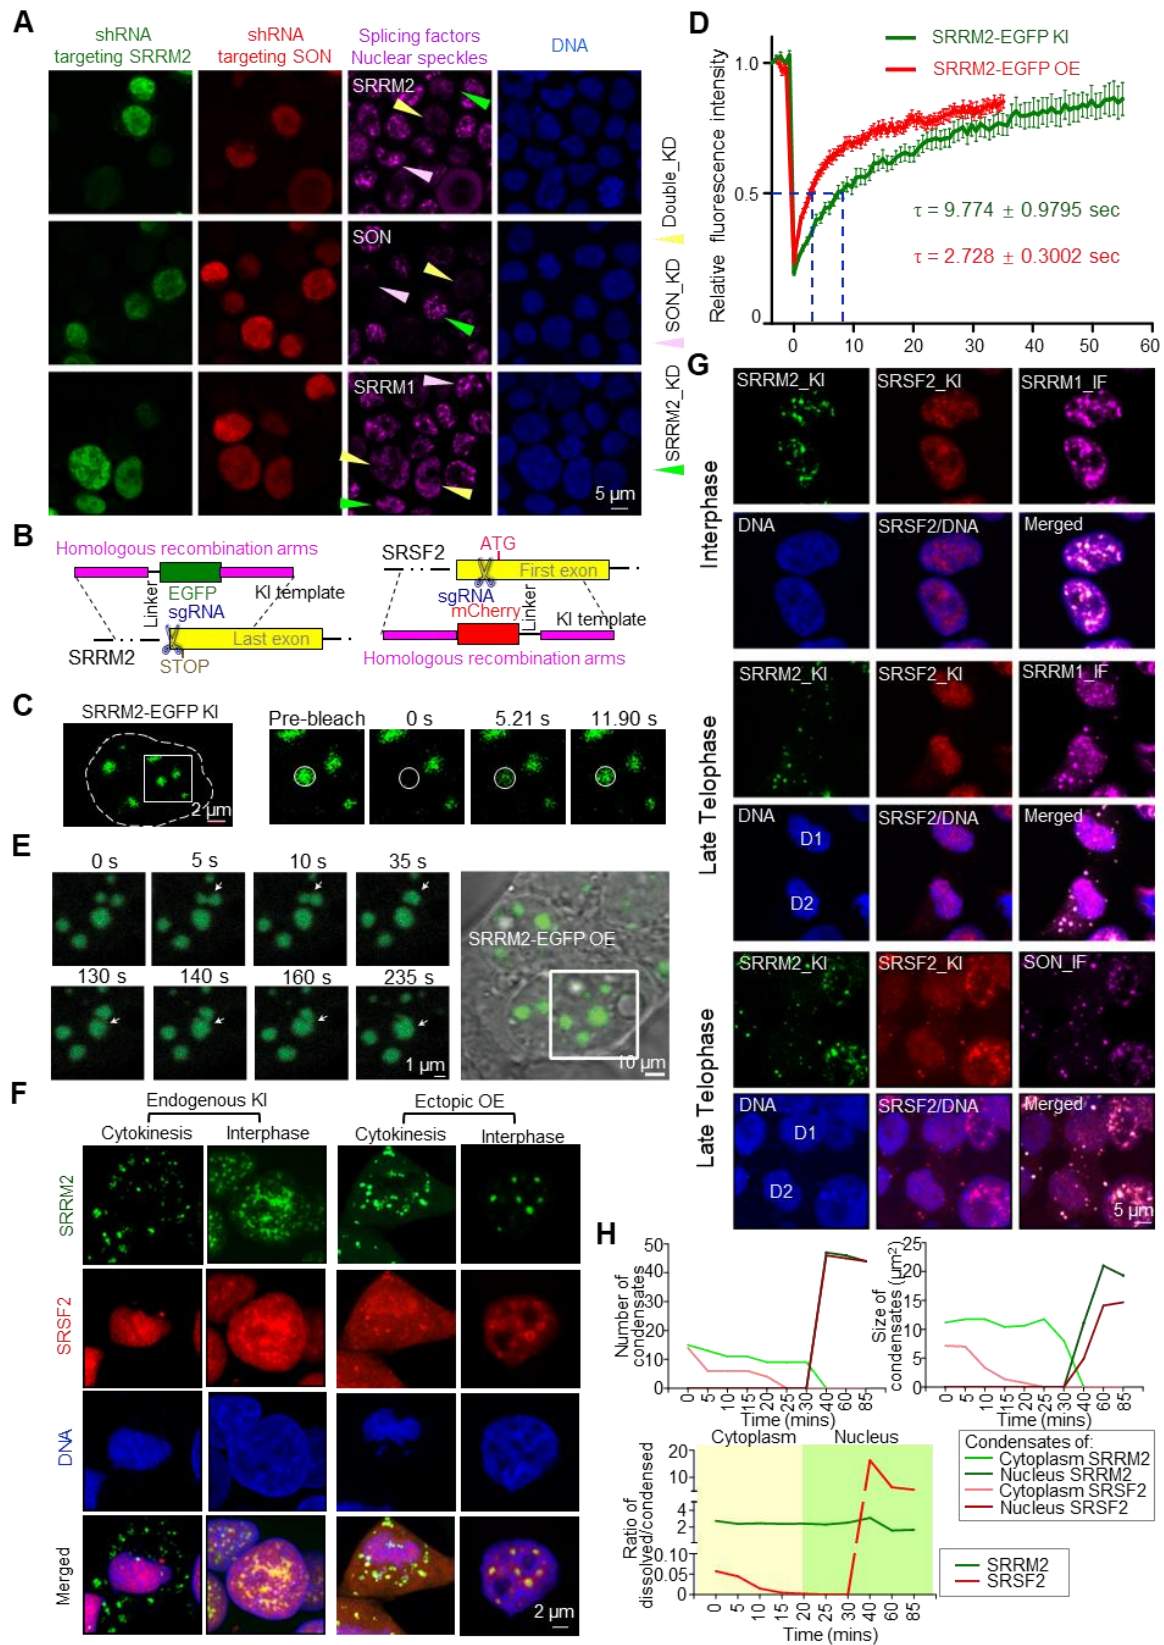 A
shRNA
targeting SRRM2
shRNA
targeting SON
Splicing factors
Nuclear speckles
DNA
SRRM2
SON
SRRM1
5 µm
Double_KD
SON_KD
SRRM2_KD
B
Homologous recombination arms
Linker
EGFP
sgRNA
KI template
Last exon
SRRM2
STOP
SRSF2
ATG
First exon
sgRNA
mCherry
Linker
KI template
Homologous recombination arms
C
SRRM2-EGFP KI
2 µm
Pre-bleach
0 s
5.21 s
11.90 s
D
SRRM2-EGFP KI
SRRM2-EGFP OE
Relative fluorescence intensity
1.0
0.5
0
τ = 9.774 ± 0.9795 sec
τ = 2.728 ± 0.3002 sec
0 10 20 30 40 50 60
E
0 s 5 s 10 s 35 s
130 s 140 s 160 s 235 s
1 µm
SRRM2-EGFP OE
10 µm
F
Endogenous KI
Ectopic OE
Cytokinesis Interphase Cytokinesis Interphase
SRRM2
SRSF2
DNA
Merged
2 µm
G
Interphase
SRRM2_KI SRSF2_KI SRRM1_IF
DNA SRSF2/DNA Merged
Late Telophase
SRRM2_KI SRSF2_KI SRRM1_IF
DNA SRSF2/DNA Merged
D1
D2
Late Telophase
SRRM2_KI SRSF2_KI SON_IF
DNA SRSF2/DNA Merged
D1
D2
5 µm
H
Number of
condensates
50
40
30
20
10
0
0 5 10 15 20 25 30 40 60 85
Time (mins)
Size of
condensates (µm²)
25
20
15
10
5
0
0 5 10 15 20 25 30 40 60 85
Time (mins)
Cytoplasm Nucleus
Ratio of
dissolved/condensed
20
10
4
2
0.10
0.05
0
0 5 10 15 20 25 30 40 60 85
Time (mins)
Condensates of:
Cytoplasm SRRM2
Nucleus SRRM2
Cytoplasm SRSF2
Nucleus SRSF2
SRRM2
SRSF2